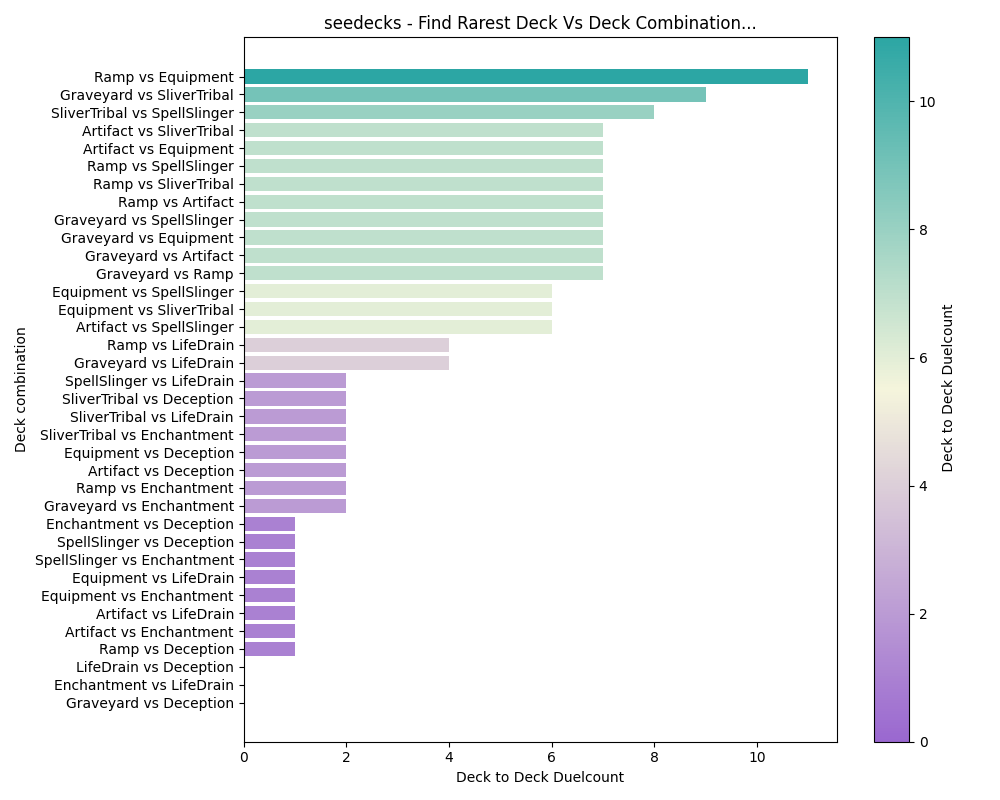 seedecks - Find Rarest Deck Vs Deck Combination...
Deck combination
Ramp vs Equipment
Graveyard vs SliverTribal
SliverTribal vs SpellSlinger
Artifact vs SliverTribal
Artifact vs Equipment
Ramp vs SpellSlinger
Ramp vs SliverTribal
Ramp vs Artifact
Graveyard vs SpellSlinger
Graveyard vs Equipment
Graveyard vs Artifact
Graveyard vs Ramp
Equipment vs SpellSlinger
Equipment vs SliverTribal
Artifact vs SpellSlinger
Ramp vs LifeDrain
Graveyard vs LifeDrain
SpellSlinger vs LifeDrain
SliverTribal vs Deception
SliverTribal vs LifeDrain
SliverTribal vs Enchantment
Equipment vs Deception
Artifact vs Deception
Ramp vs Enchantment
Graveyard vs Enchantment
Enchantment vs Deception
SpellSlinger vs Deception
SpellSlinger vs Enchantment
Equipment vs LifeDrain
Equipment vs Enchantment
Artifact vs LifeDrain
Artifact vs Enchantment
Ramp vs Deception
LifeDrain vs Deception
Enchantment vs LifeDrain
Graveyard vs Deception
0 2 4 6 8 10
Deck to Deck Duelcount
10
8
6
4
2
0
Deck to Deck Duelcount